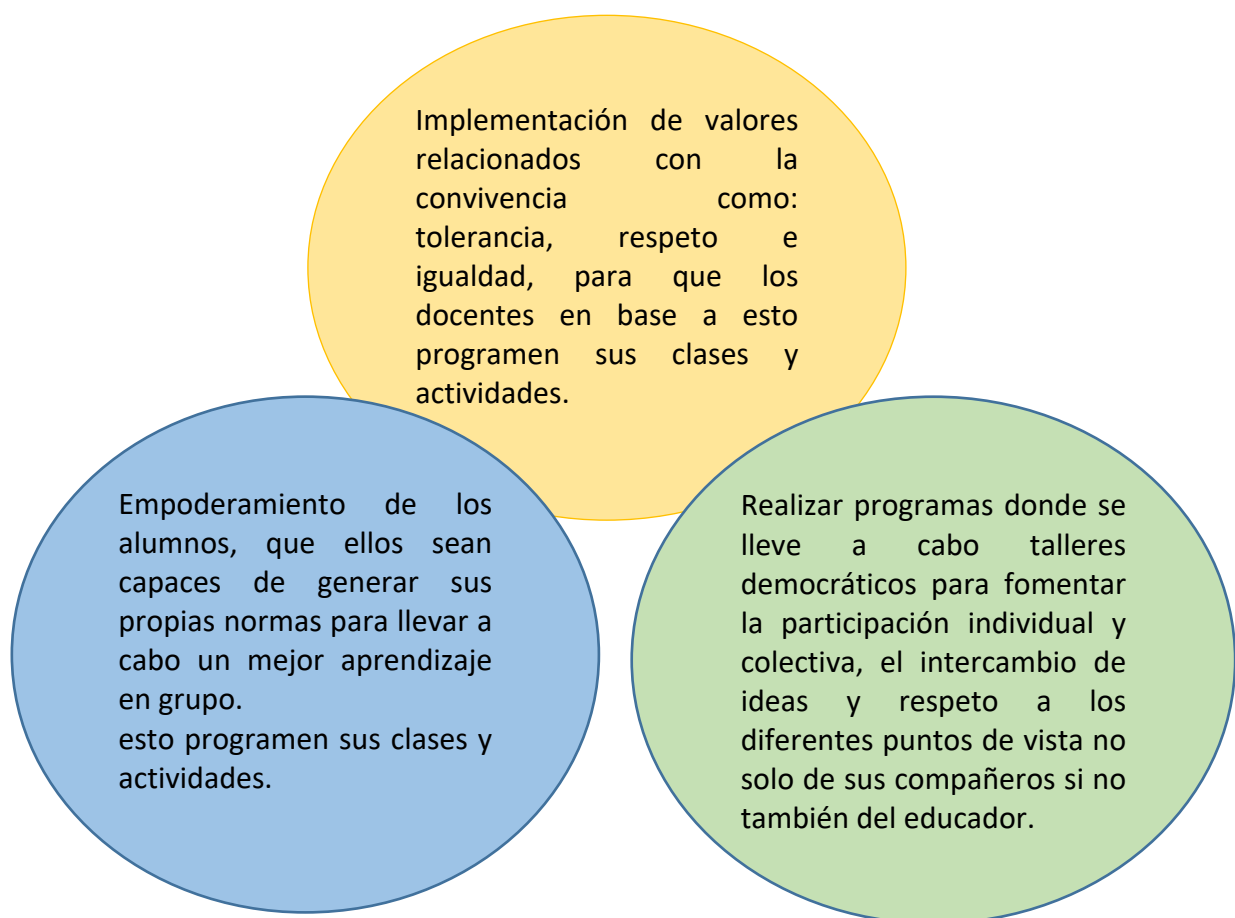 Implementación de valores
relacionados con la
convivencia como:
tolerancia, respeto e
igualdad, para que los
docentes en base a esto
programen sus clases y
actividades.
Empoderamiento de los
alumnos, que ellos sean
capaces de generar sus
propias normas para llevar a
cabo un mejor aprendizaje
en grupo.
esto programen sus clases y
actividades.
Realizar programas donde se
lleve a cabo talleres
democráticos para fomentar
la participación individual y
colectiva, el intercambio de
ideas y respeto a los
diferentes puntos de vista no
solo de sus compañeros si no
también del educador.